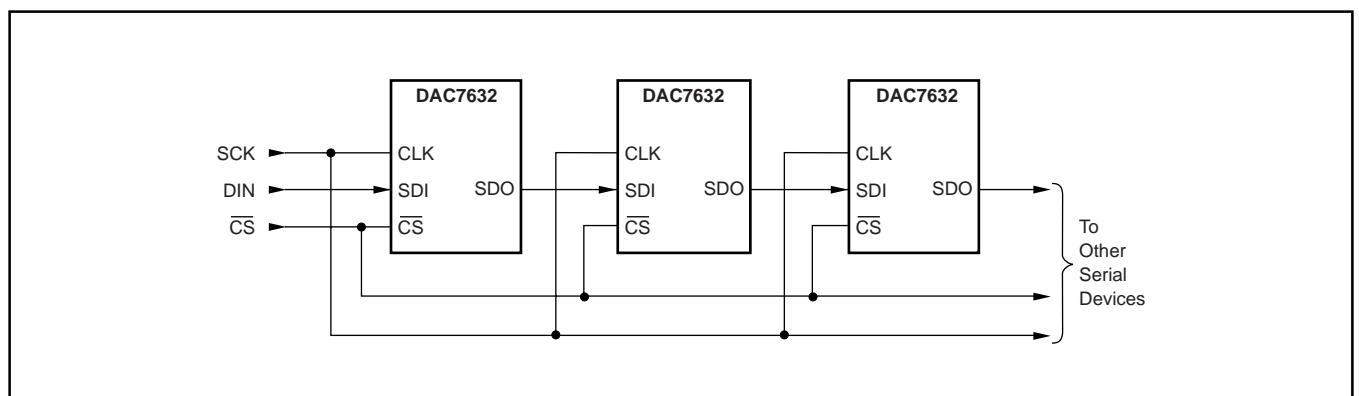 DAC7632
DAC7632
DAC7632
SCK
CLK
CLK
CLK
DIN
SDI
SDO
SDI
SDO
SDI
SDO
CS
CS
CS
CS
To
Other
Serial
Devices